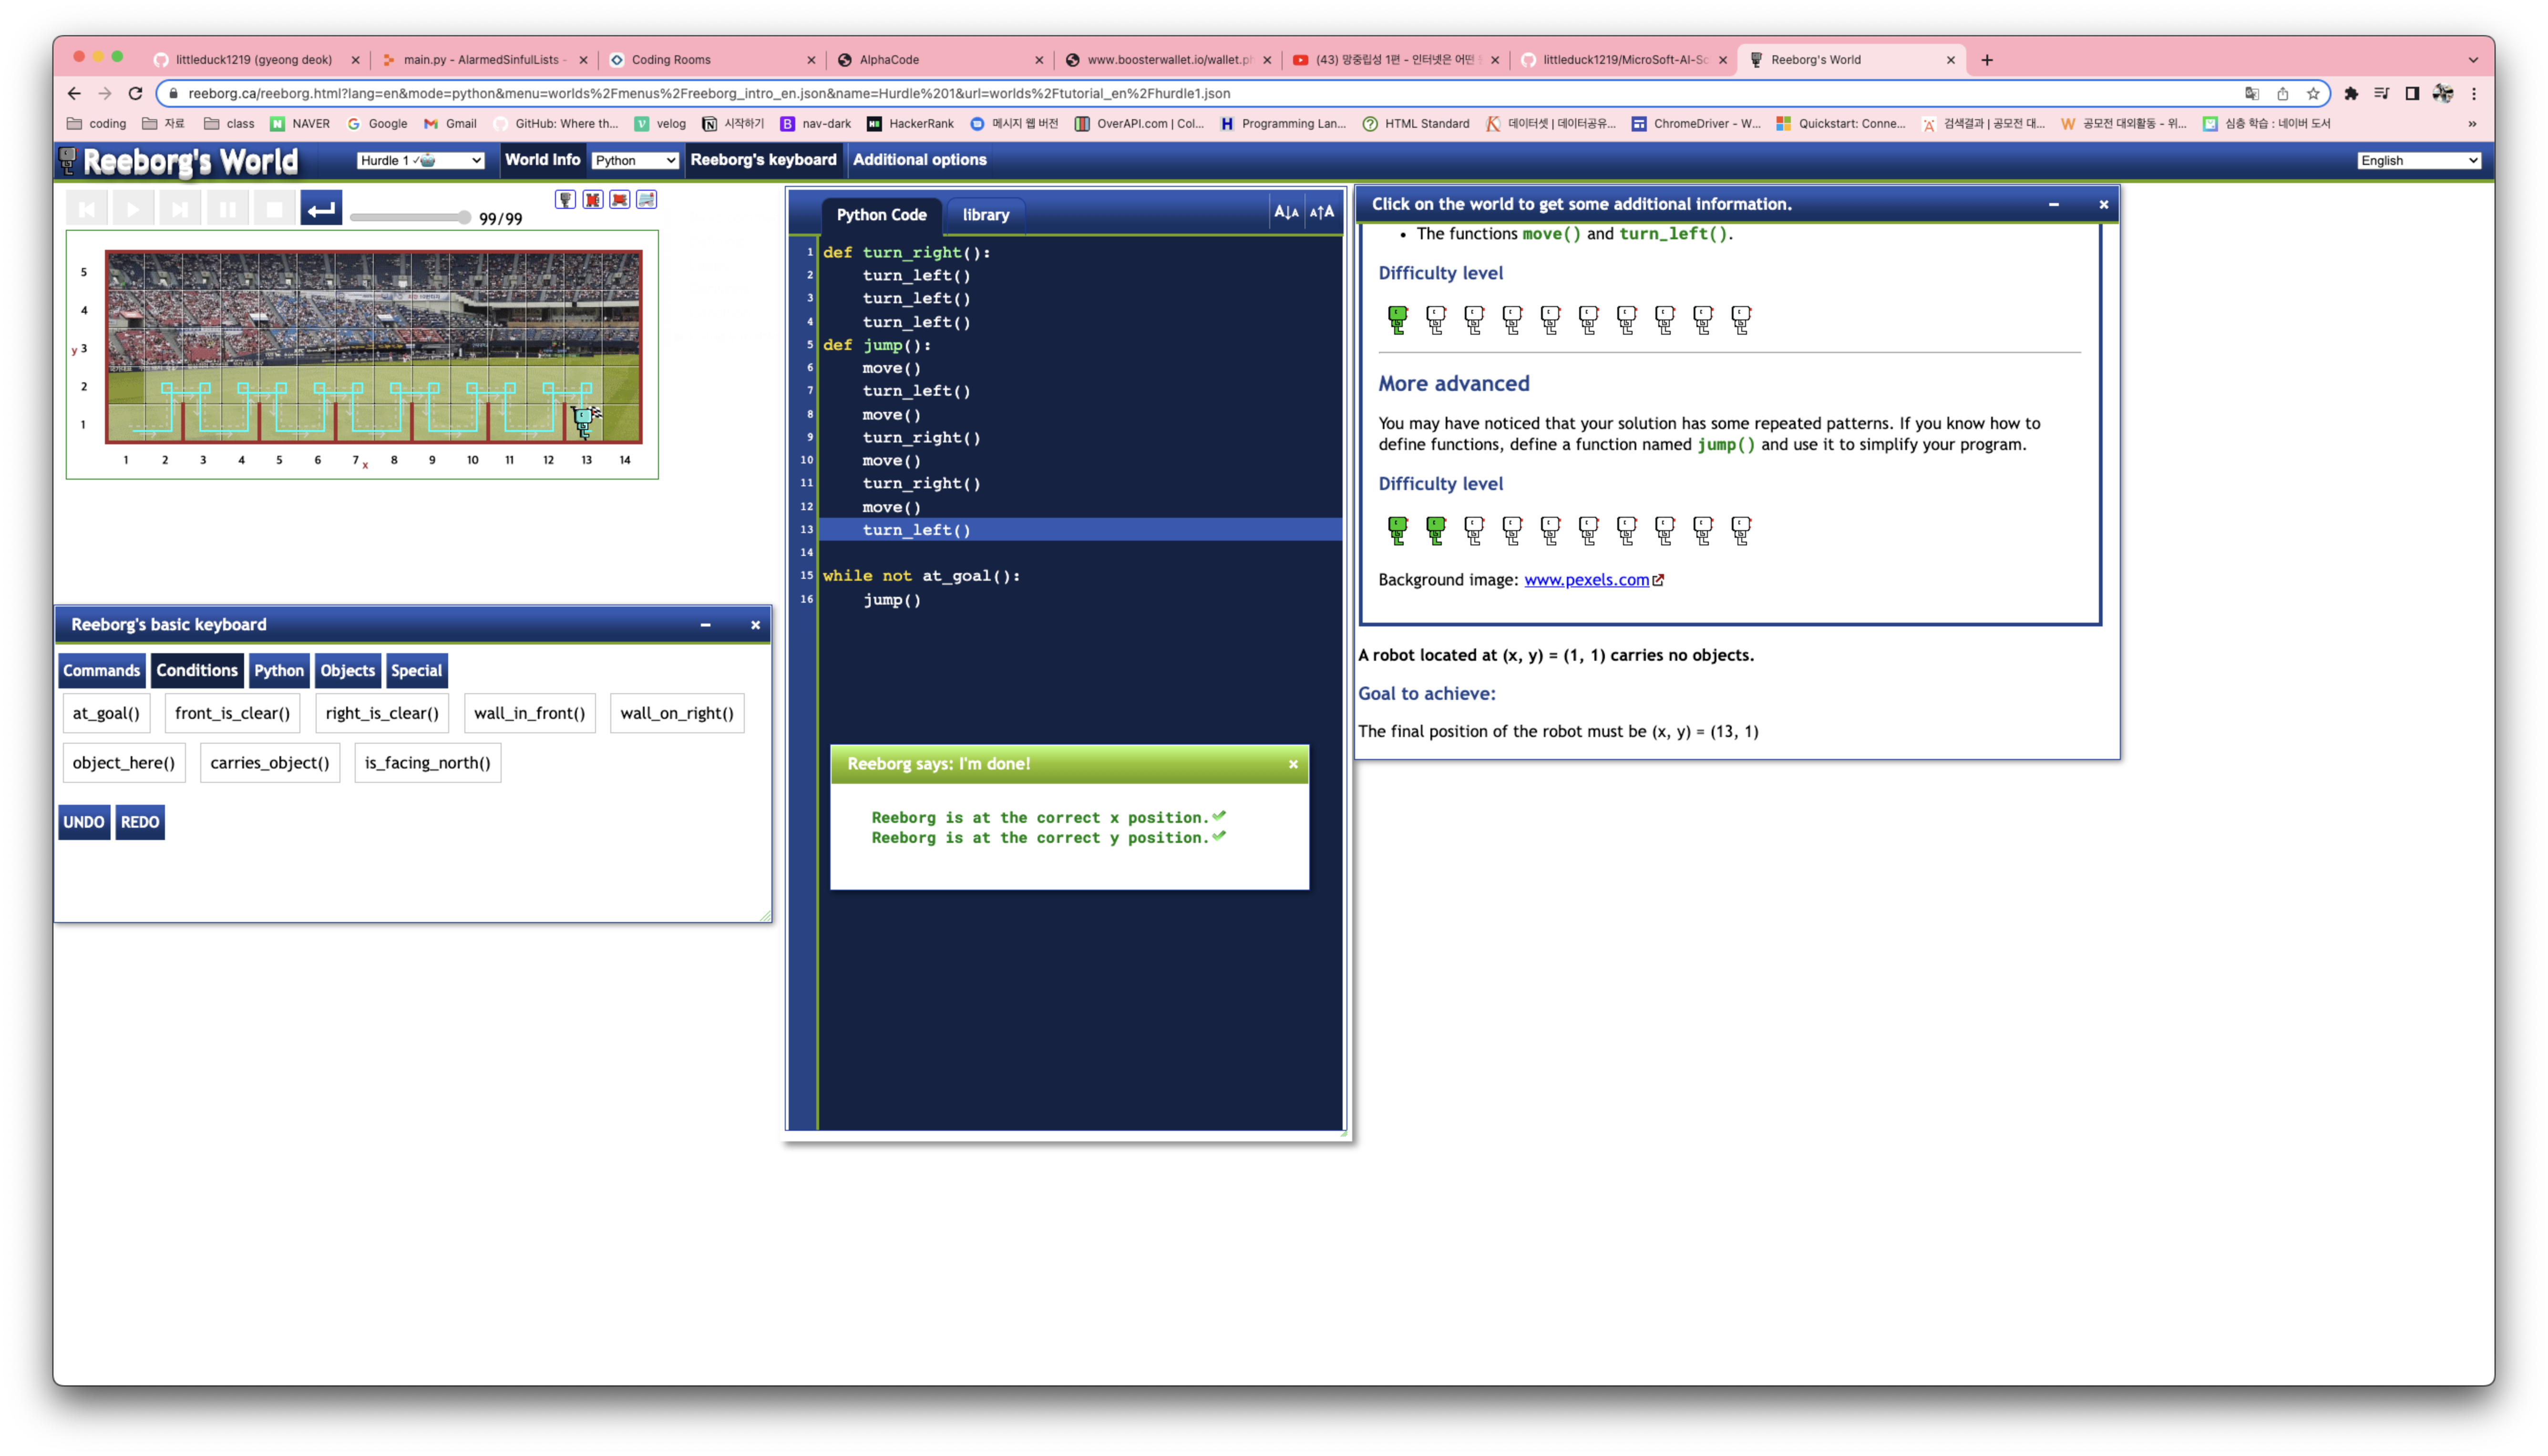 littleduck1219 (gyeong deok)
main.py - AlarmedSinfulLists -
Coding Rooms
AlphaCode
www.boosterwallet.io/wallet.ph
(43) 망중립성 1편 - 인터넷은 어떤
littleduck1219/MicroSoft-AI-Sc
Reeborg's World
reeborg.ca/reeborg.html?lang=en&mode=python&menu=worlds%2Fmenus%2Freeborg_intro_en.json&name=Hurdle%201&url=worlds%2Ftutorial_en%2Fhurdle1.json
coding 자료 class NAVER Google Gmail GitHub: Where th... velog 시작하기 nav-dark HackerRank 메시지 웹 버전 OverAPI.com | Col... Programming Lan... HTML Standard 데이터셋 | 데이터공유... ChromeDriver - W... Quickstart: Conne... 검색결과 | 공모전 대... 공모전 대외활동 - 위... 심층 학습 : 네이버 도서 »
Reeborg's World
Hurdle 1
World Info
Python
Reeborg's keyboard
Additional options
English
99/99
5
4
y 3
2
1
1 2 3 4 5 6 7 x 8 9 10 11 12 13 14
Python Code
library
A↓A A↑A
1 def turn_right():
2 turn_left()
3 turn_left()
4 turn_left()
5 def jump():
6 move()
7 turn_left()
8 move()
9 turn_right()
10 move()
11 turn_right()
12 move()
13 turn_left()
14
15 while not at_goal():
16 jump()
Reeborg says: I'm done!
Reeborg is at the correct x position.✔
Reeborg is at the correct y position.✔
Reeborg's basic keyboard
Commands Conditions Python Objects Special
at_goal() front_is_clear() right_is_clear() wall_in_front() wall_on_right()
object_here() carries_object() is_facing_north()
UNDO REDO
Click on the world to get some additional information.
• The functions move() and turn_left().
Difficulty level
More advanced
You may have noticed that your solution has some repeated patterns. If you know how to
define functions, define a function named jump() and use it to simplify your program.
Difficulty level
Background image: www.pexels.com
A robot located at (x, y) = (1, 1) carries no objects.
Goal to achieve:
The final position of the robot must be (x, y) = (13, 1)